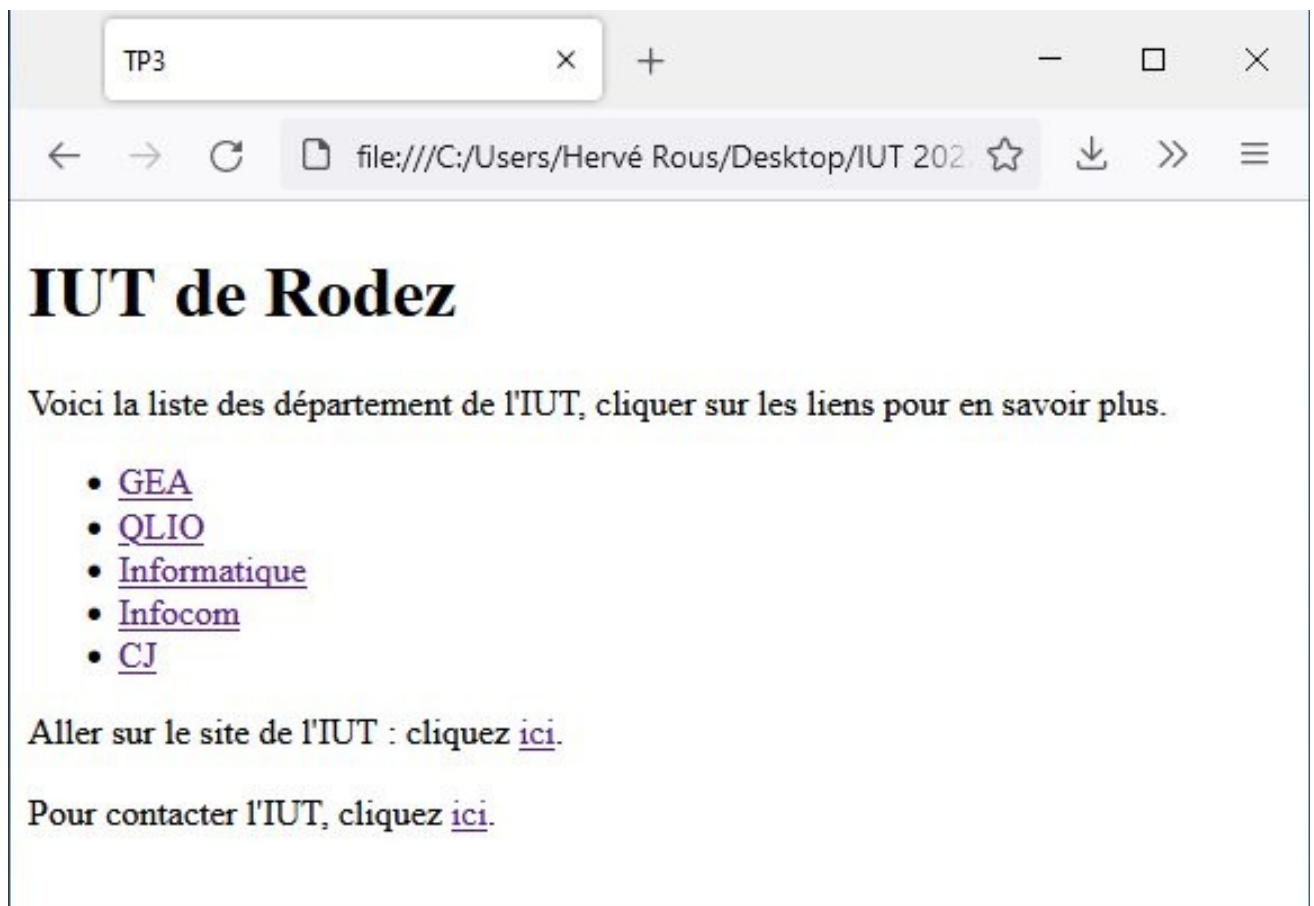 TP3
file:///C:/Users/Hervé Rous/Desktop/IUT 202
IUT de Rodez
Voici la liste des département de l'IUT, cliquer sur les liens pour en savoir plus.
• GEA
• QLIO
• Informatique
• Infocom
• CJ
Aller sur le site de l'IUT : cliquez ici.
Pour contacter l'IUT, cliquez ici.